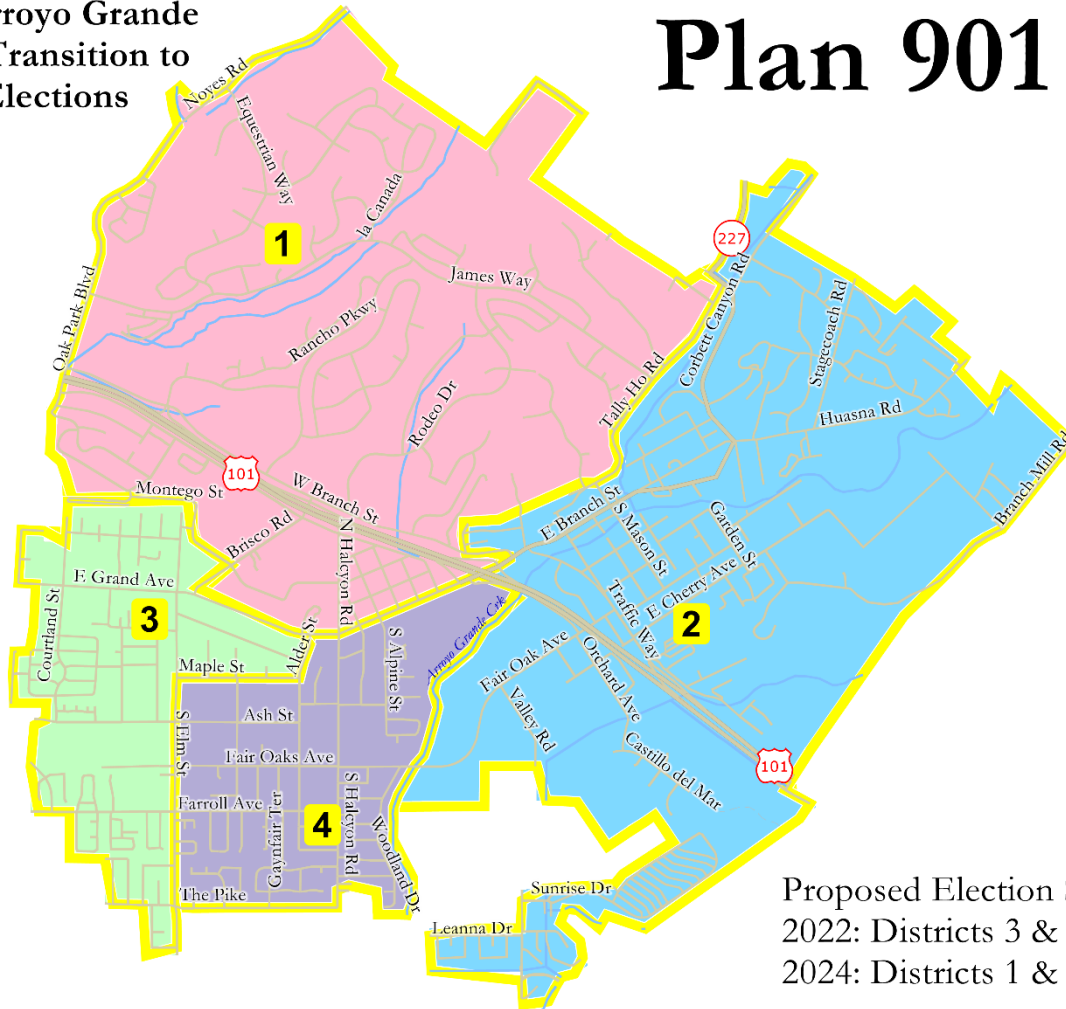 rroyo Grande
Transition to
Elections
Plan 901
Noyes Rd
Equestrian Way
la Canada
1
227
James Way
Corbett Canyon Rd
Stagecoach Rd
Oak Park Blvd
Rancho Pkwy
Rodeo Dr
Tally Ho Rd
Huasna Rd
Branch Mill Rd
101
W Branch St
Montego St
E Branch St
S Mason St
Garden St
Brisco Rd
N Halcyon Rd
E Grand Ave
Courtland St
3
E Cherry Ave
Traffic Way
2
Alder St
S Alpine St
Arroyo Grande Crk
Fair Oak Ave
Orchard Ave
Maple St
Valley Rd
Ash St
S Elm St
Fair Oaks Ave
Castillo del Mar
101
Farroll Ave
Gaynfair Ter
4
S Halcyon Rd
Woodland Dr
The Pike
Sunrise Dr
Leanna Dr
Proposed Election
2022: Districts 3 &
2024: Districts 1 &